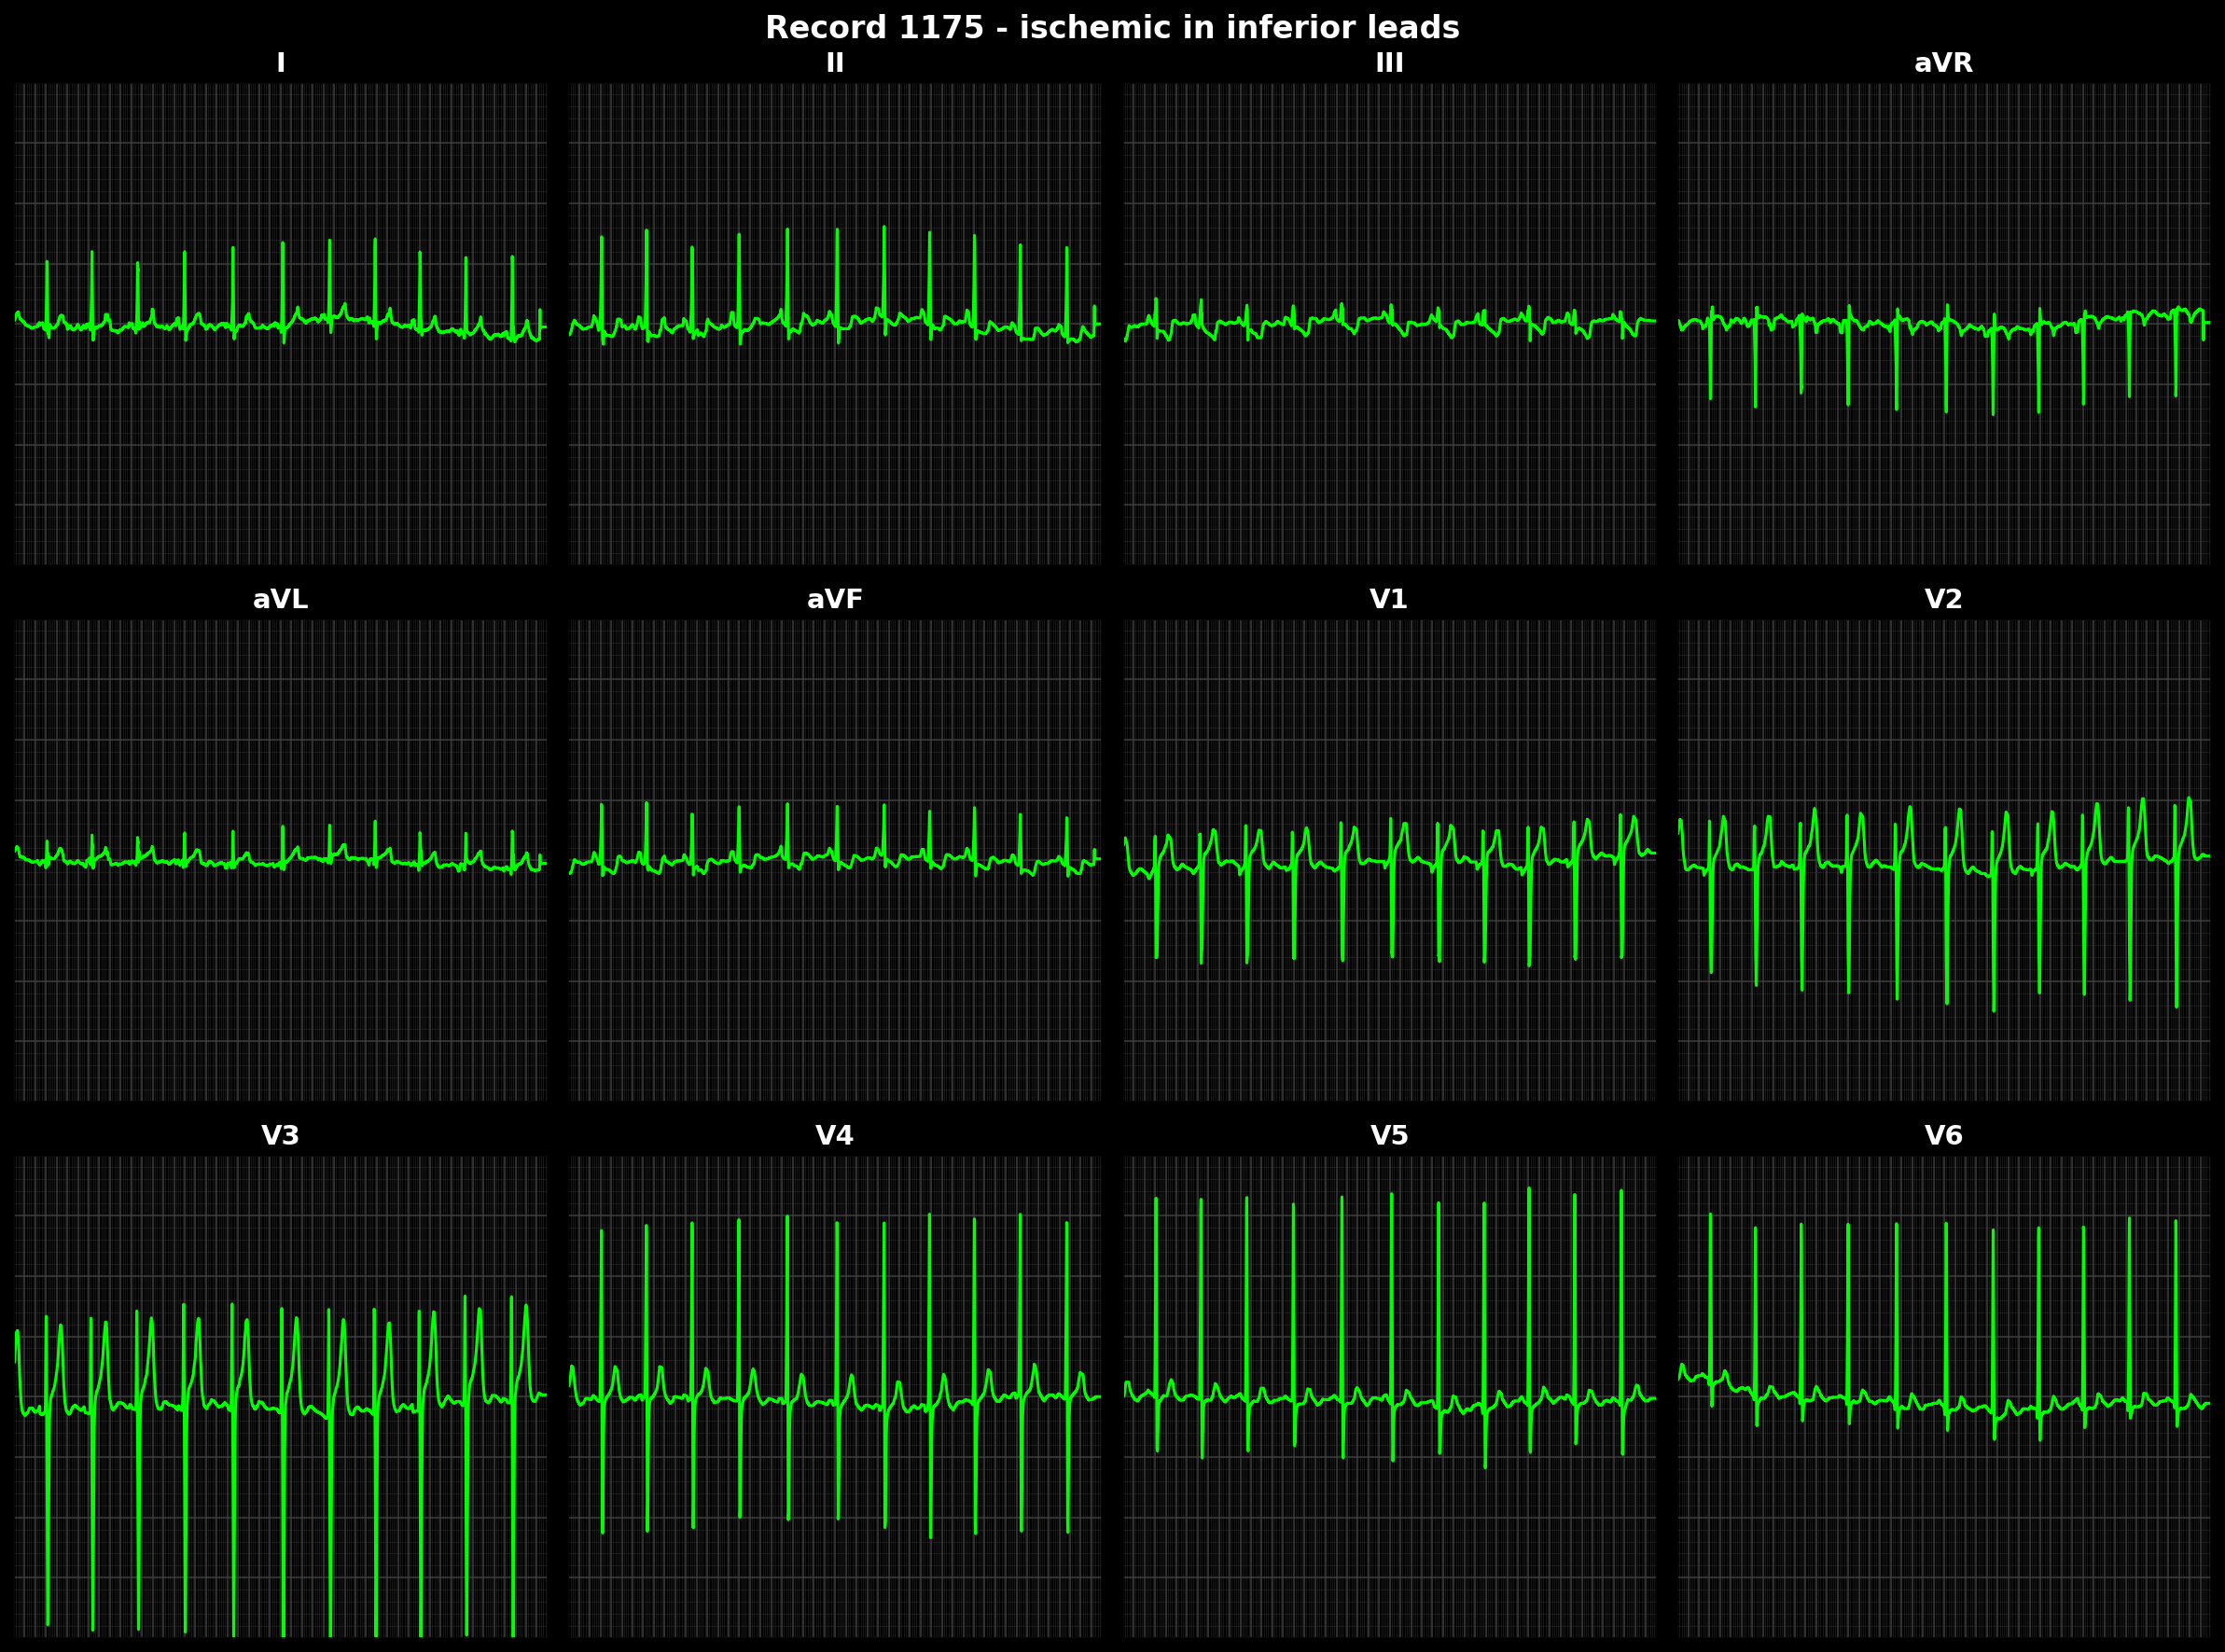 Record 1175 - ischemic in inferior leads
I
II
III
aVR
aVL
aVF
V1
V2
V3
V4
V5
V6